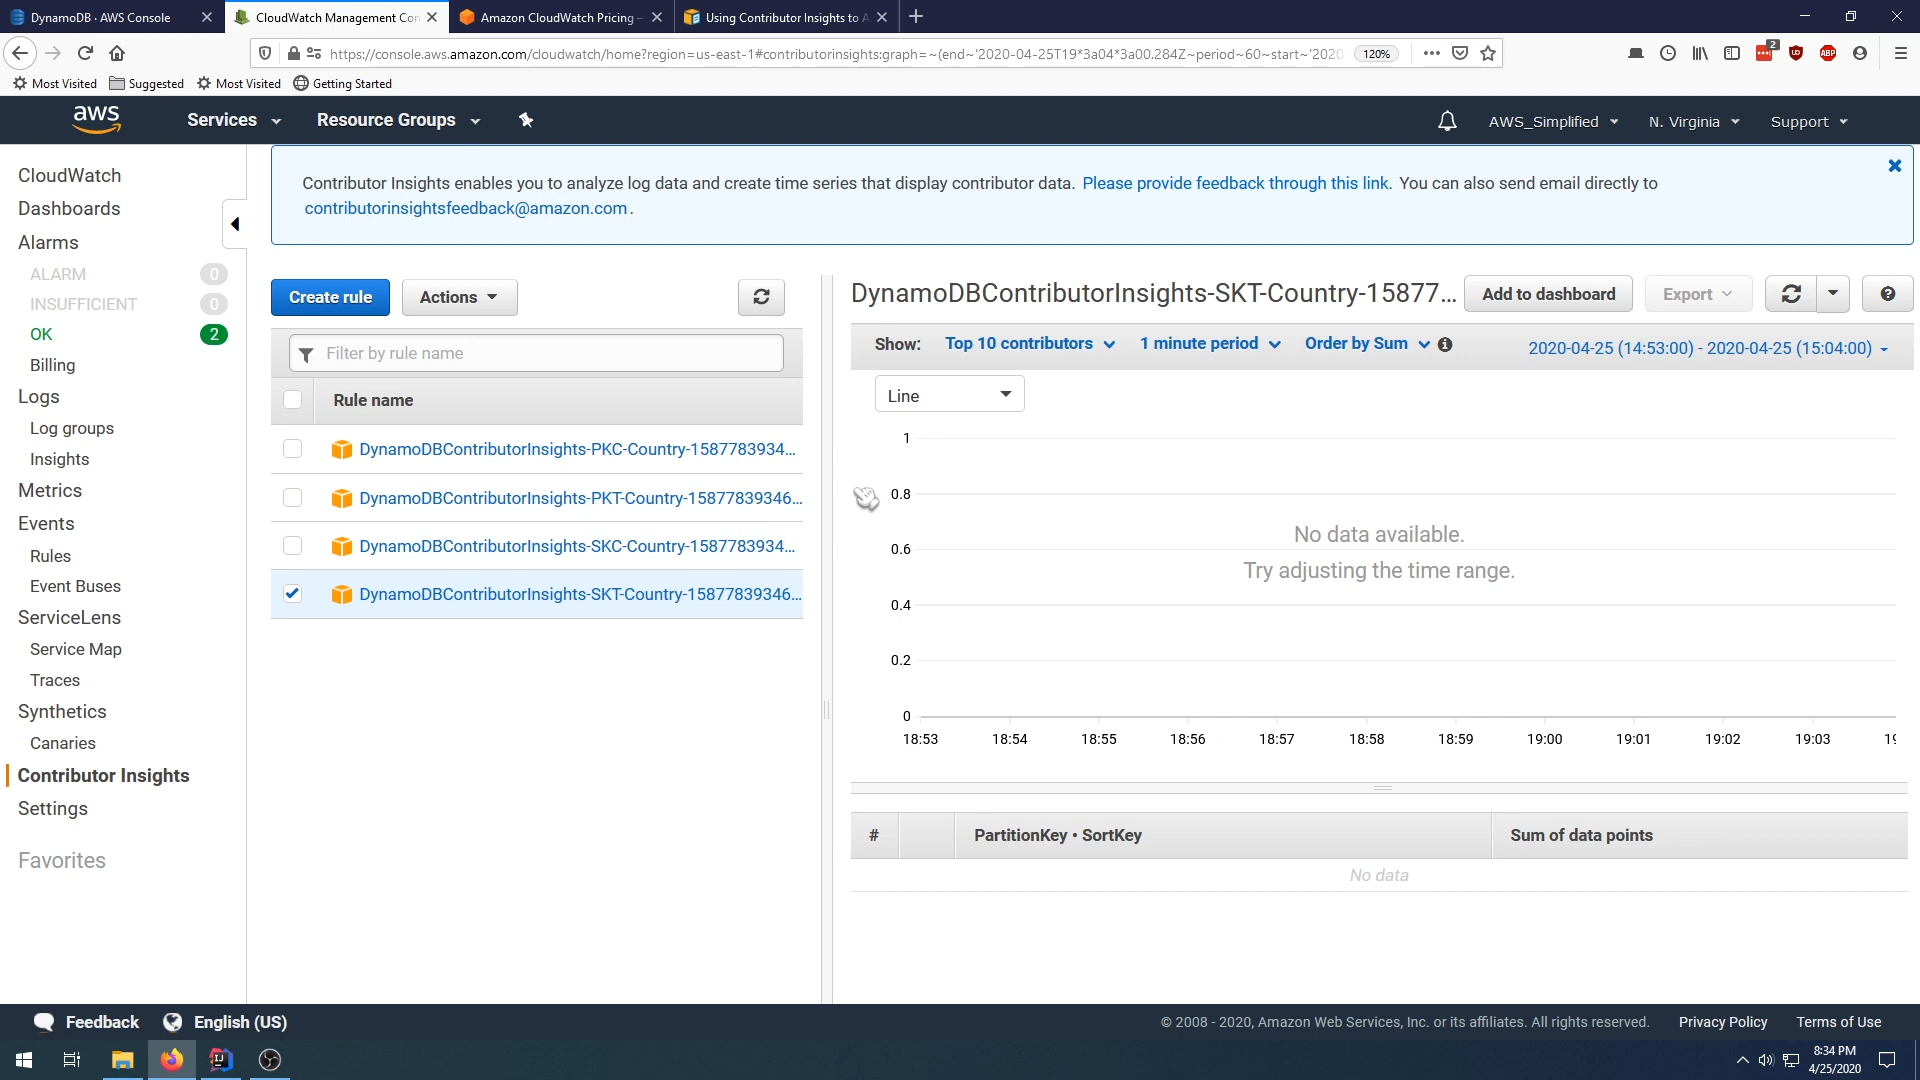 DynamoDB · AWS Console
CloudWatch Management Con
Amazon CloudWatch Pricing –
Using Contributor Insights to A
https://console.aws.amazon.com/cloudwatch/home?region=us-east-1#contributorinsights:graph=~(end~'2020-04-25T19*3a04*3a00.284Z~period~60~start~'2020
120%
2
Most Visited
Suggested
Most Visited
Getting Started
aws
Services
Resource Groups
AWS_Simplified
N. Virginia
Support
CloudWatch
Dashboards
Alarms
ALARM 0
INSUFFICIENT 0
OK 2
Billing
Logs
Log groups
Insights
Metrics
Events
Rules
Event Buses
ServiceLens
Service Map
Traces
Synthetics
Canaries
Contributor Insights
Settings
Favorites
Contributor Insights enables you to analyze log data and create time series that display contributor data. Please provide feedback through this link. You can also send email directly to
contributorinsightsfeedback@amazon.com.
Create rule
Actions
Filter by rule name
Rule name
DynamoDBContributorInsights-PKC-Country-1587783934...
DynamoDBContributorInsights-PKT-Country-15877839346...
DynamoDBContributorInsights-SKC-Country-1587783934...
DynamoDBContributorInsights-SKT-Country-15877839346...
DynamoDBContributorInsights-SKT-Country-15877...
Add to dashboard
Export
Show:
Top 10 contributors
1 minute period
Order by Sum
2020-04-25 (14:53:00) - 2020-04-25 (15:04:00)
Line
1
0.8
0.6
0.4
0.2
0
No data available.
Try adjusting the time range.
18:53 18:54 18:55 18:56 18:57 18:58 18:59 19:00 19:01 19:02 19:03
# PartitionKey • SortKey Sum of data points
No data
Feedback
English (US)
© 2008 - 2020, Amazon Web Services, Inc. or its affiliates. All rights reserved.
Privacy Policy
Terms of Use
8:34 PM
4/25/2020